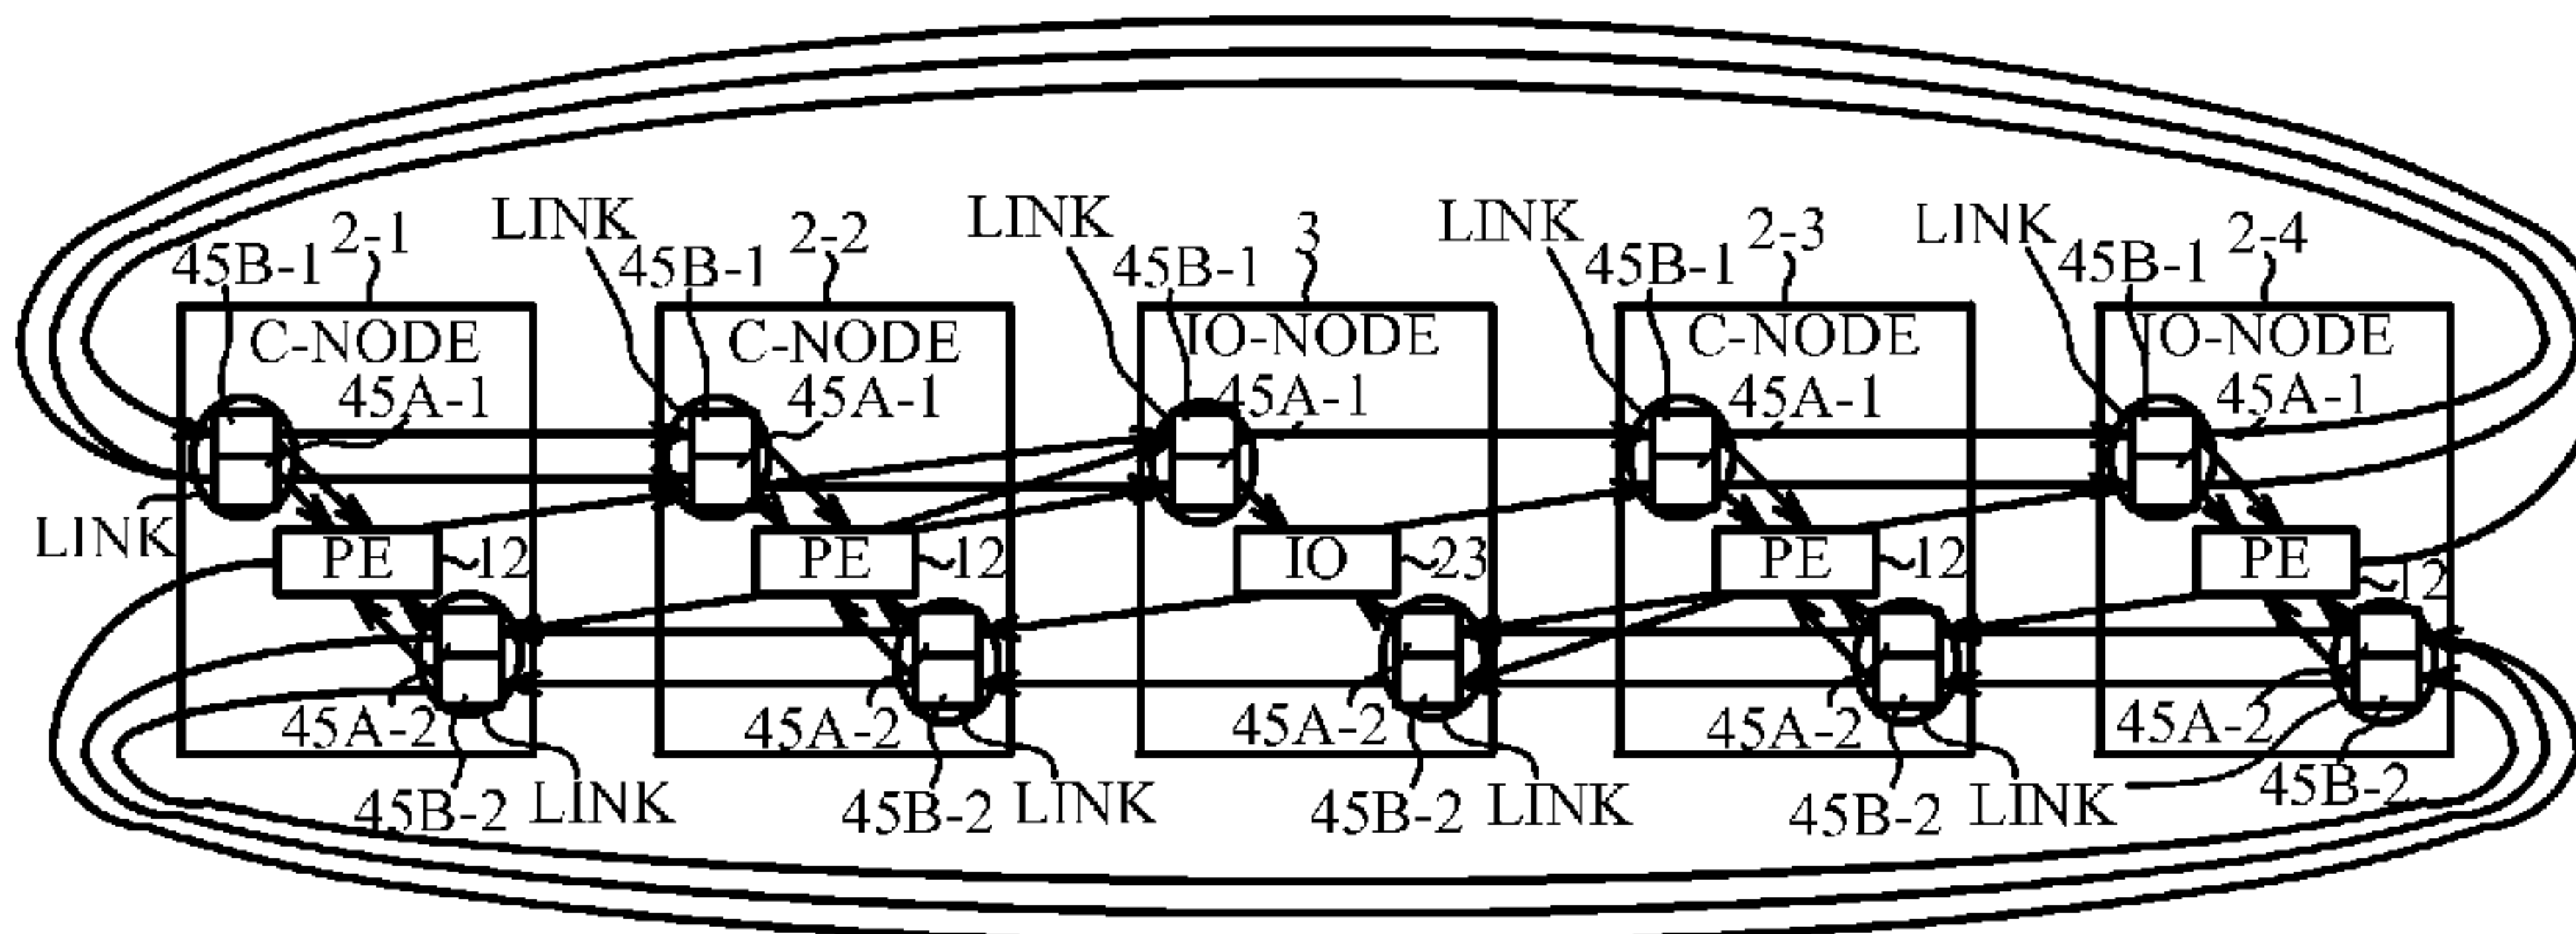 LINK LINK LINK LINK
2-1 2-2 3 2-3 2-4
45B-1 45B-1 45B-1 45B-1 45B-1
C-NODE C-NODE IO-NODE C-NODE IO-NODE
45A-1 45A-1 45A-1 45A-1 45A-1
LINK
PE 12 PE 12 IO 23 PE 12 PE 12
45A-2 45A-2 45A-2 45A-2 45A-2
45B-2 LINK 45B-2 LINK 45B-2 LINK 45B-2 LINK 45B-2